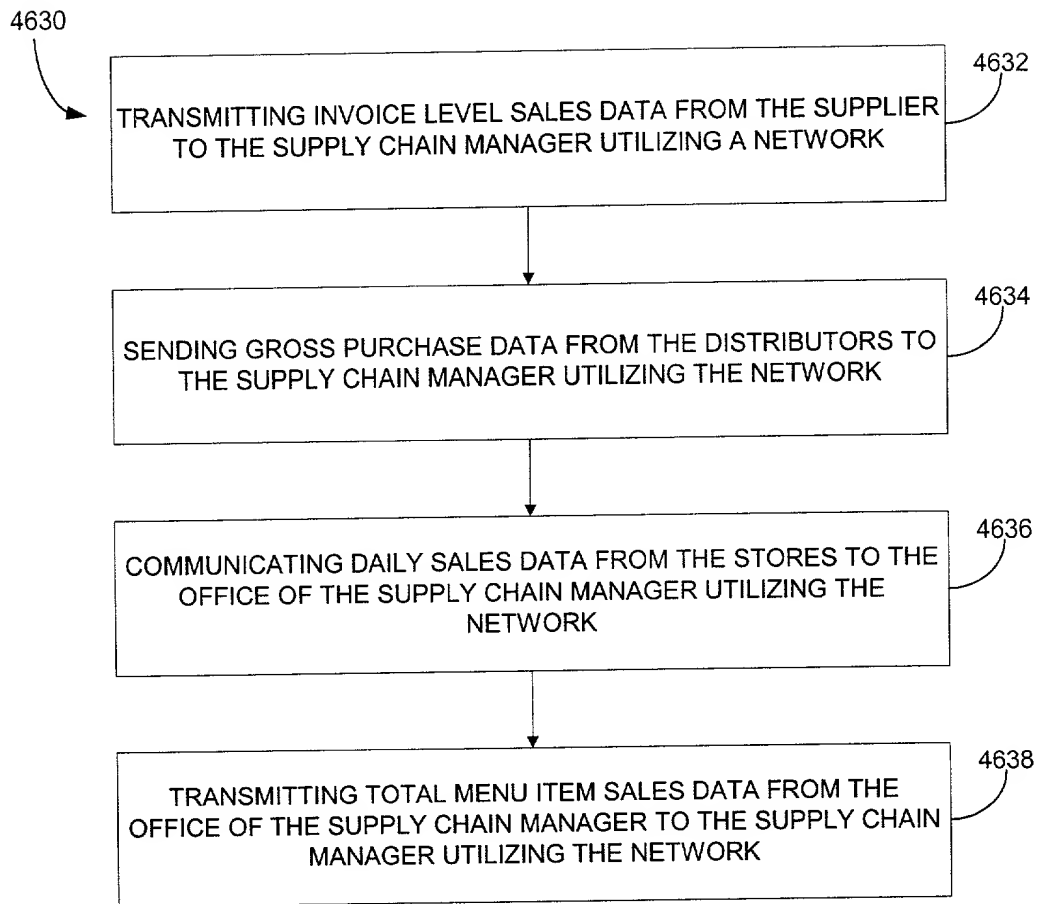 4630
4632
TRANSMITTING INVOICE LEVEL SALES DATA FROM THE SUPPLIER
TO THE SUPPLY CHAIN MANAGER UTILIZING A NETWORK
4634
SENDING GROSS PURCHASE DATA FROM THE DISTRIBUTORS TO
THE SUPPLY CHAIN MANAGER UTILIZING THE NETWORK
4636
COMMUNICATING DAILY SALES DATA FROM THE STORES TO THE
OFFICE OF THE SUPPLY CHAIN MANAGER UTILIZING THE
NETWORK
4638
TRANSMITTING TOTAL MENU ITEM SALES DATA FROM THE
OFFICE OF THE SUPPLY CHAIN MANAGER TO THE SUPPLY CHAIN
MANAGER UTILIZING THE NETWORK